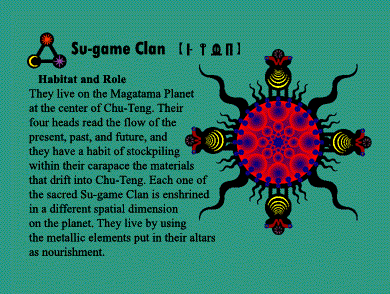 Su-game Clan 【ト † Ω П】
Habitat and Role
They live on the Magatama Planet
at the center of Chu-Teng. Their
four heads read the flow of the
present, past, and future, and
they have a habit of stockpiling
within their carapace the materials
that drift into Chu-Teng. Each one of
the sacred Su-game Clan is enshrined
in a different spatial dimension
on the planet. They live by using
the metallic elements put in their altars
as nourishment.